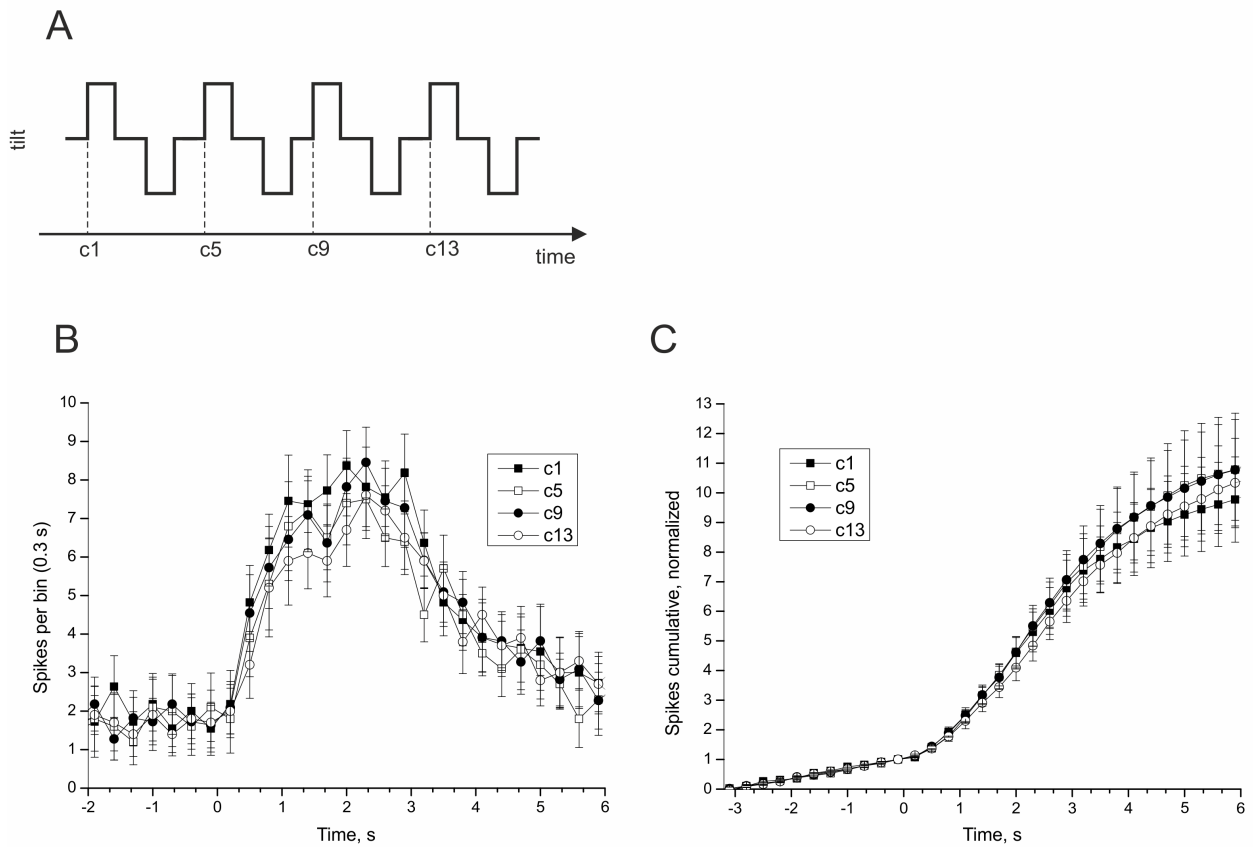 A
tilt
c1 c5 c9 c13
time
B
Spikes per bin (0.3 s)
10
9
8
7
6
5
4
3
2
1
0
c1
c5
c9
c13
-2 -1 0 1 2 3 4 5 6
Time, s
C
Spikes cumulative, normalized
13
12
11
10
9
8
7
6
5
4
3
2
1
0
c1
c5
c9
c13
-3 -2 -1 0 1 2 3 4 5 6
Time, s